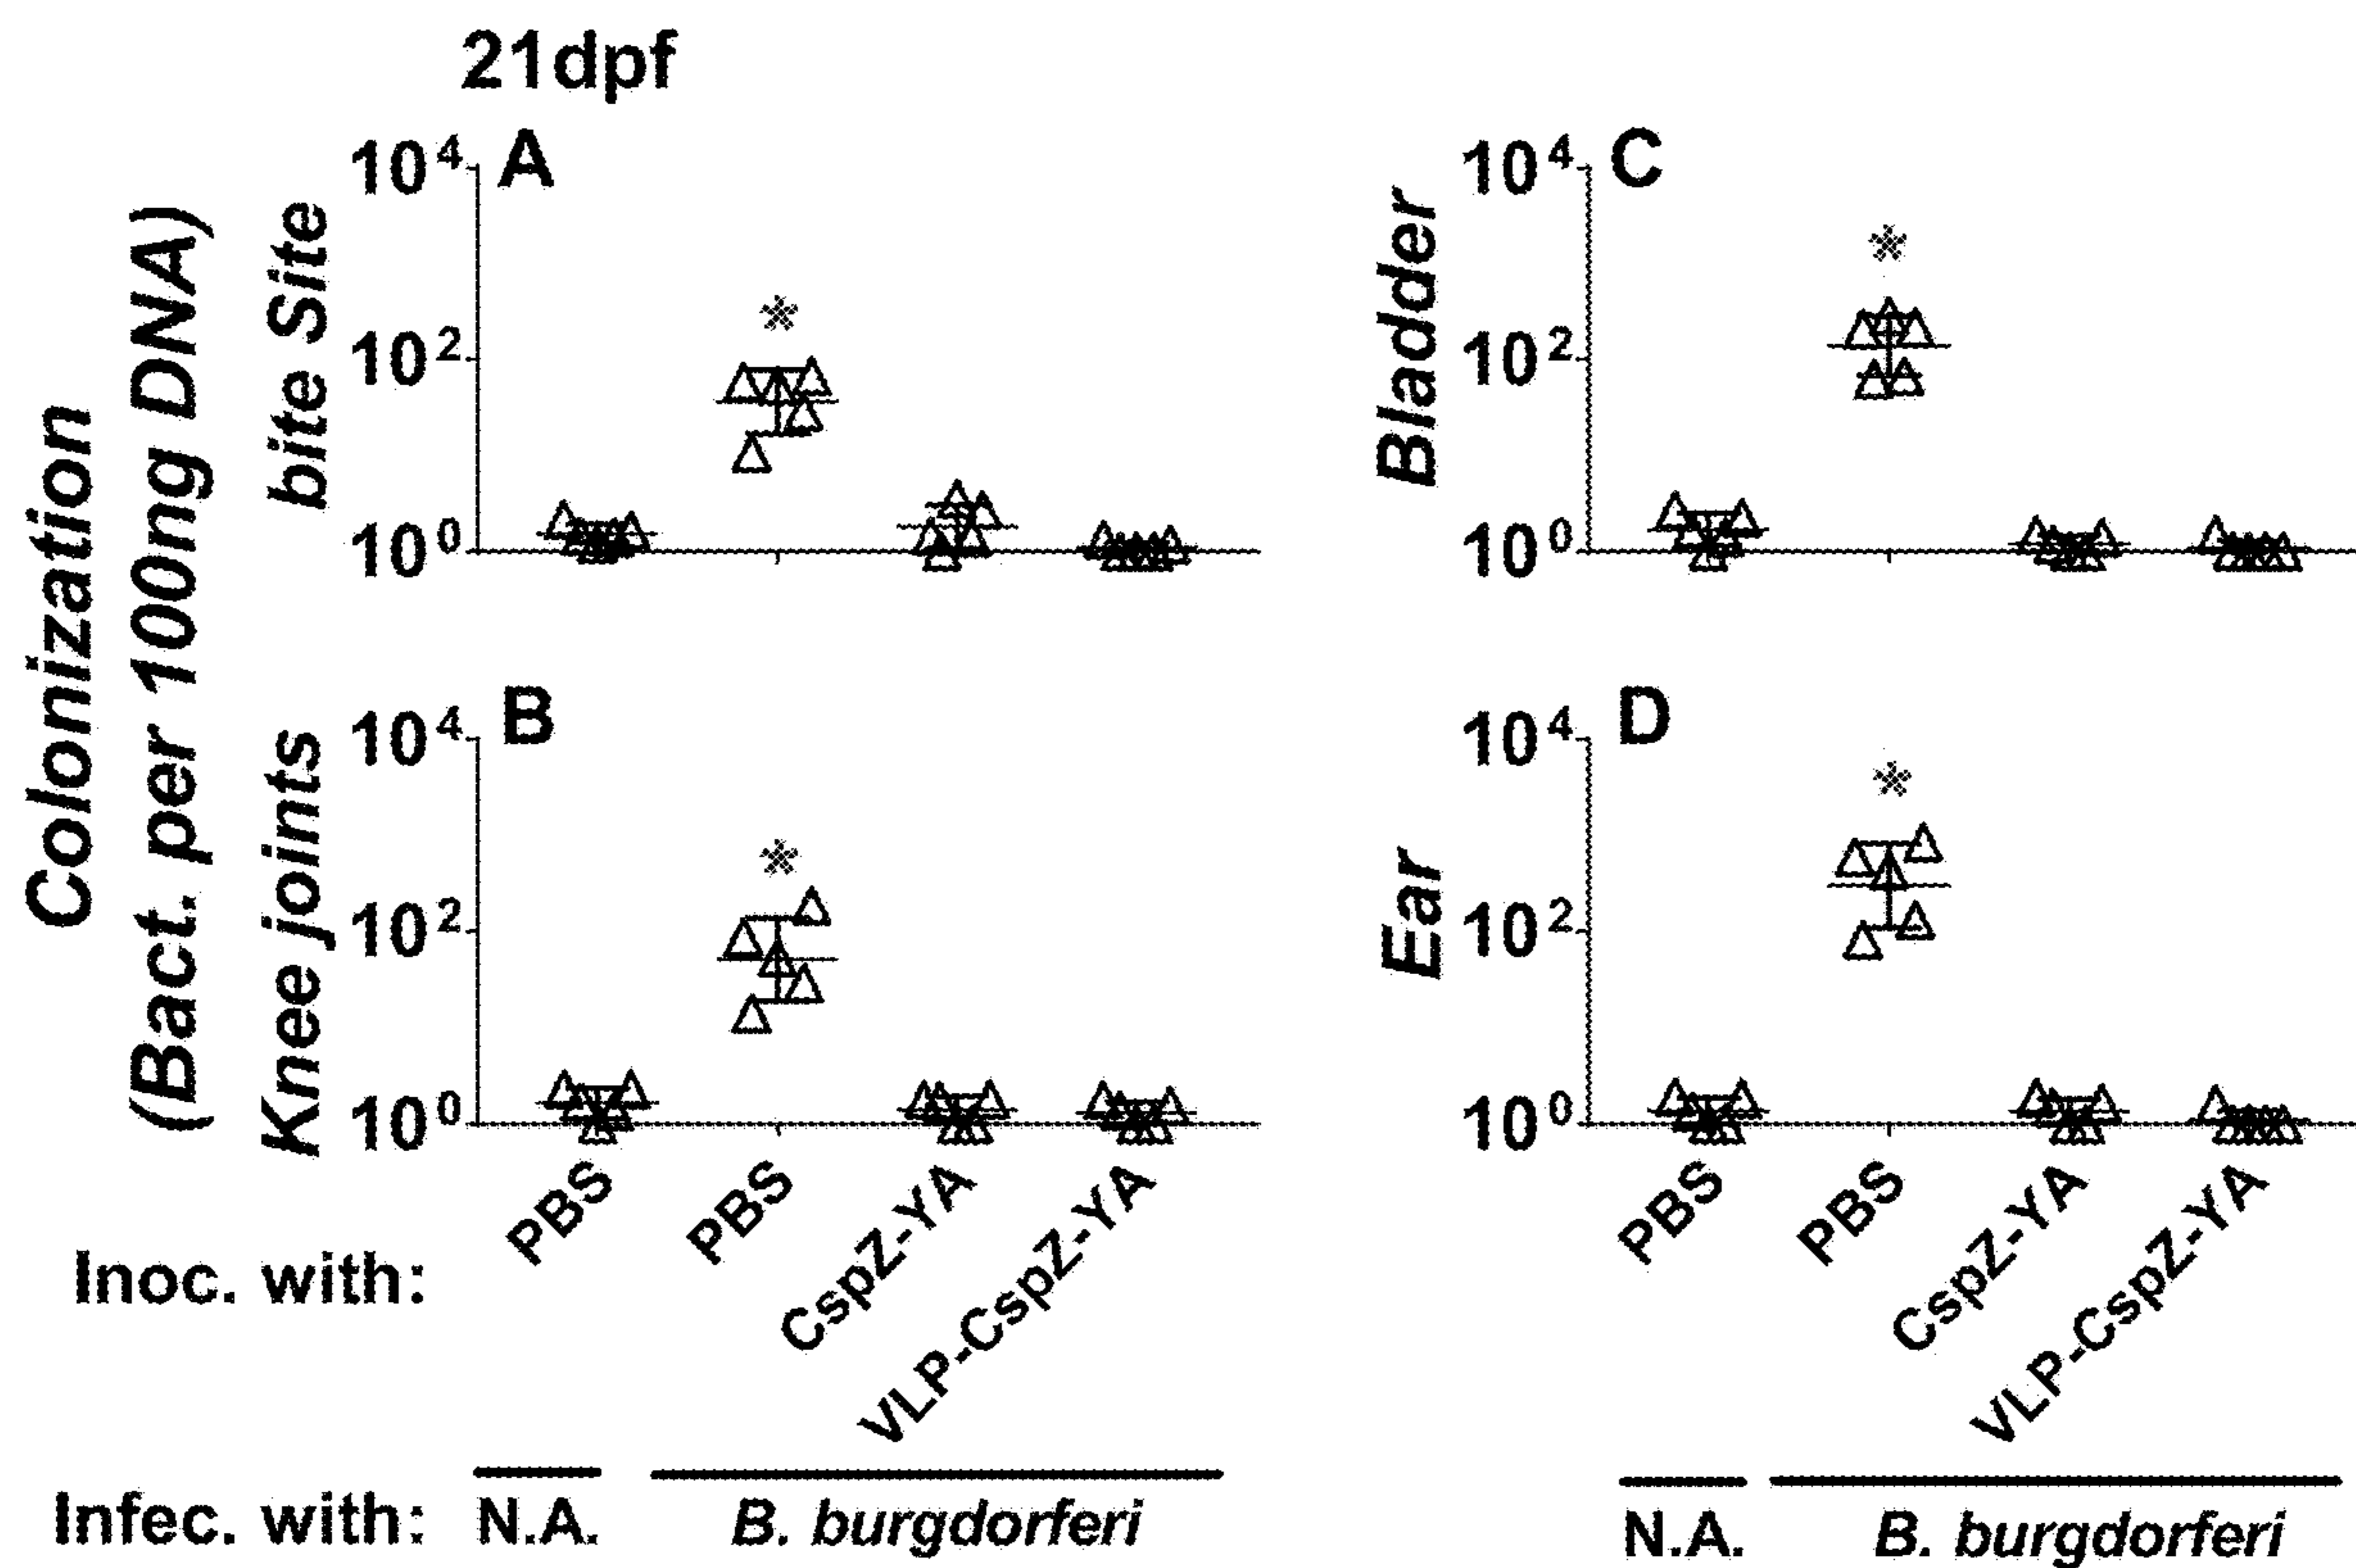 21dpf
Colonization
(Bact. per 100ng DNA)
A
bite Site
10⁴
10²
10⁰
C
Bladder
10⁴
10²
10⁰
B
Knee joints
10⁴
10²
10⁰
D
Ear
10⁴
10²
10⁰
Inoc. with:
PBS
PBS
CspZ-YA
VLP-CspZ-YA
PBS
PBS
CspZ-YA
VLP-CspZ-YA
Infec. with: N.A. B. burgdorferi
N.A. B. burgdorferi